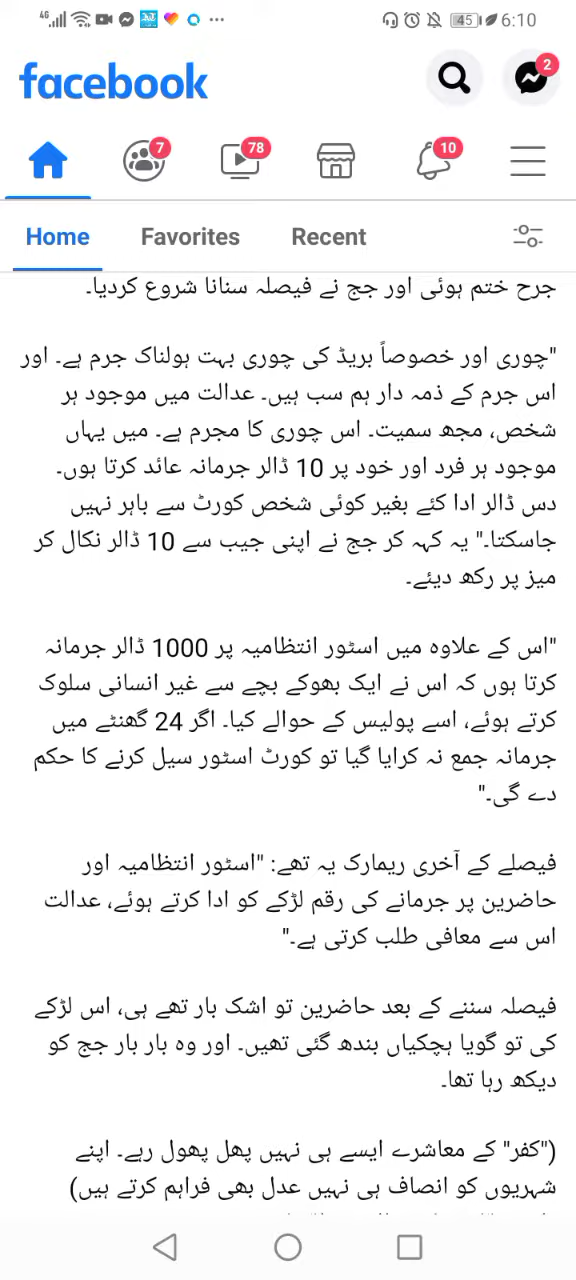 4G
45
6:10
facebook
2
7
78
10
Home
Favorites
Recent
جرح ختم ہوئی اور جج نے فیصلہ سنانا شروع کردیا۔
"چوری اور خصوصاً بریڈ کی چوری بہت ہولناک جرم ہے۔ اور
اس جرم کے ذمہ دار ہم سب ہیں۔ عدالت میں موجود ہر
شخص، مجھ سمیت۔ اس چوری کا مجرم ہے۔ میں یہاں
موجود ہر فرد اور خود پر 10 ڈالر جرمانہ عائد کرتا ہوں۔
دس ڈالر ادا کئے بغیر کوئی شخص کورٹ سے باہر نہیں
جاسکتا۔" یہ کہہ کر جج نے اپنی جیب سے 10 ڈالر نکال کر
میز پر رکھ دیئے۔
"اس کے علاوہ میں اسٹور انتظامیہ پر 1000 ڈالر جرمانہ
کرتا ہوں کہ اس نے ایک بھوکے بچے سے غیر انسانی سلوک
کرتے ہوئے، اسے پولیس کے حوالے کیا۔ اگر 24 گھنٹے میں
جرمانہ جمع نہ کرایا گیا تو کورٹ اسٹور سیل کرنے کا حکم
دے گی۔"
فیصلے کے آخری ریمارک یہ تھے: "اسٹور انتظامیہ اور
حاضرین پر جرمانے کی رقم لڑکے کو ادا کرتے ہوئے، عدالت
اس سے معافی طلب کرتی ہے۔"
فیصلہ سننے کے بعد حاضرین تو اشک بار تھے ہی، اس لڑکے
کی تو گویا ہچکیاں بندھ گئی تھیں۔ اور وہ بار بار جج کو
دیکھ رہا تھا۔
("کفر" کے معاشرے ایسے ہی نہیں پھل پھول رہے۔ اپنے
شہریوں کو انصاف ہی نہیں عدل بھی فراہم کرتے ہیں)